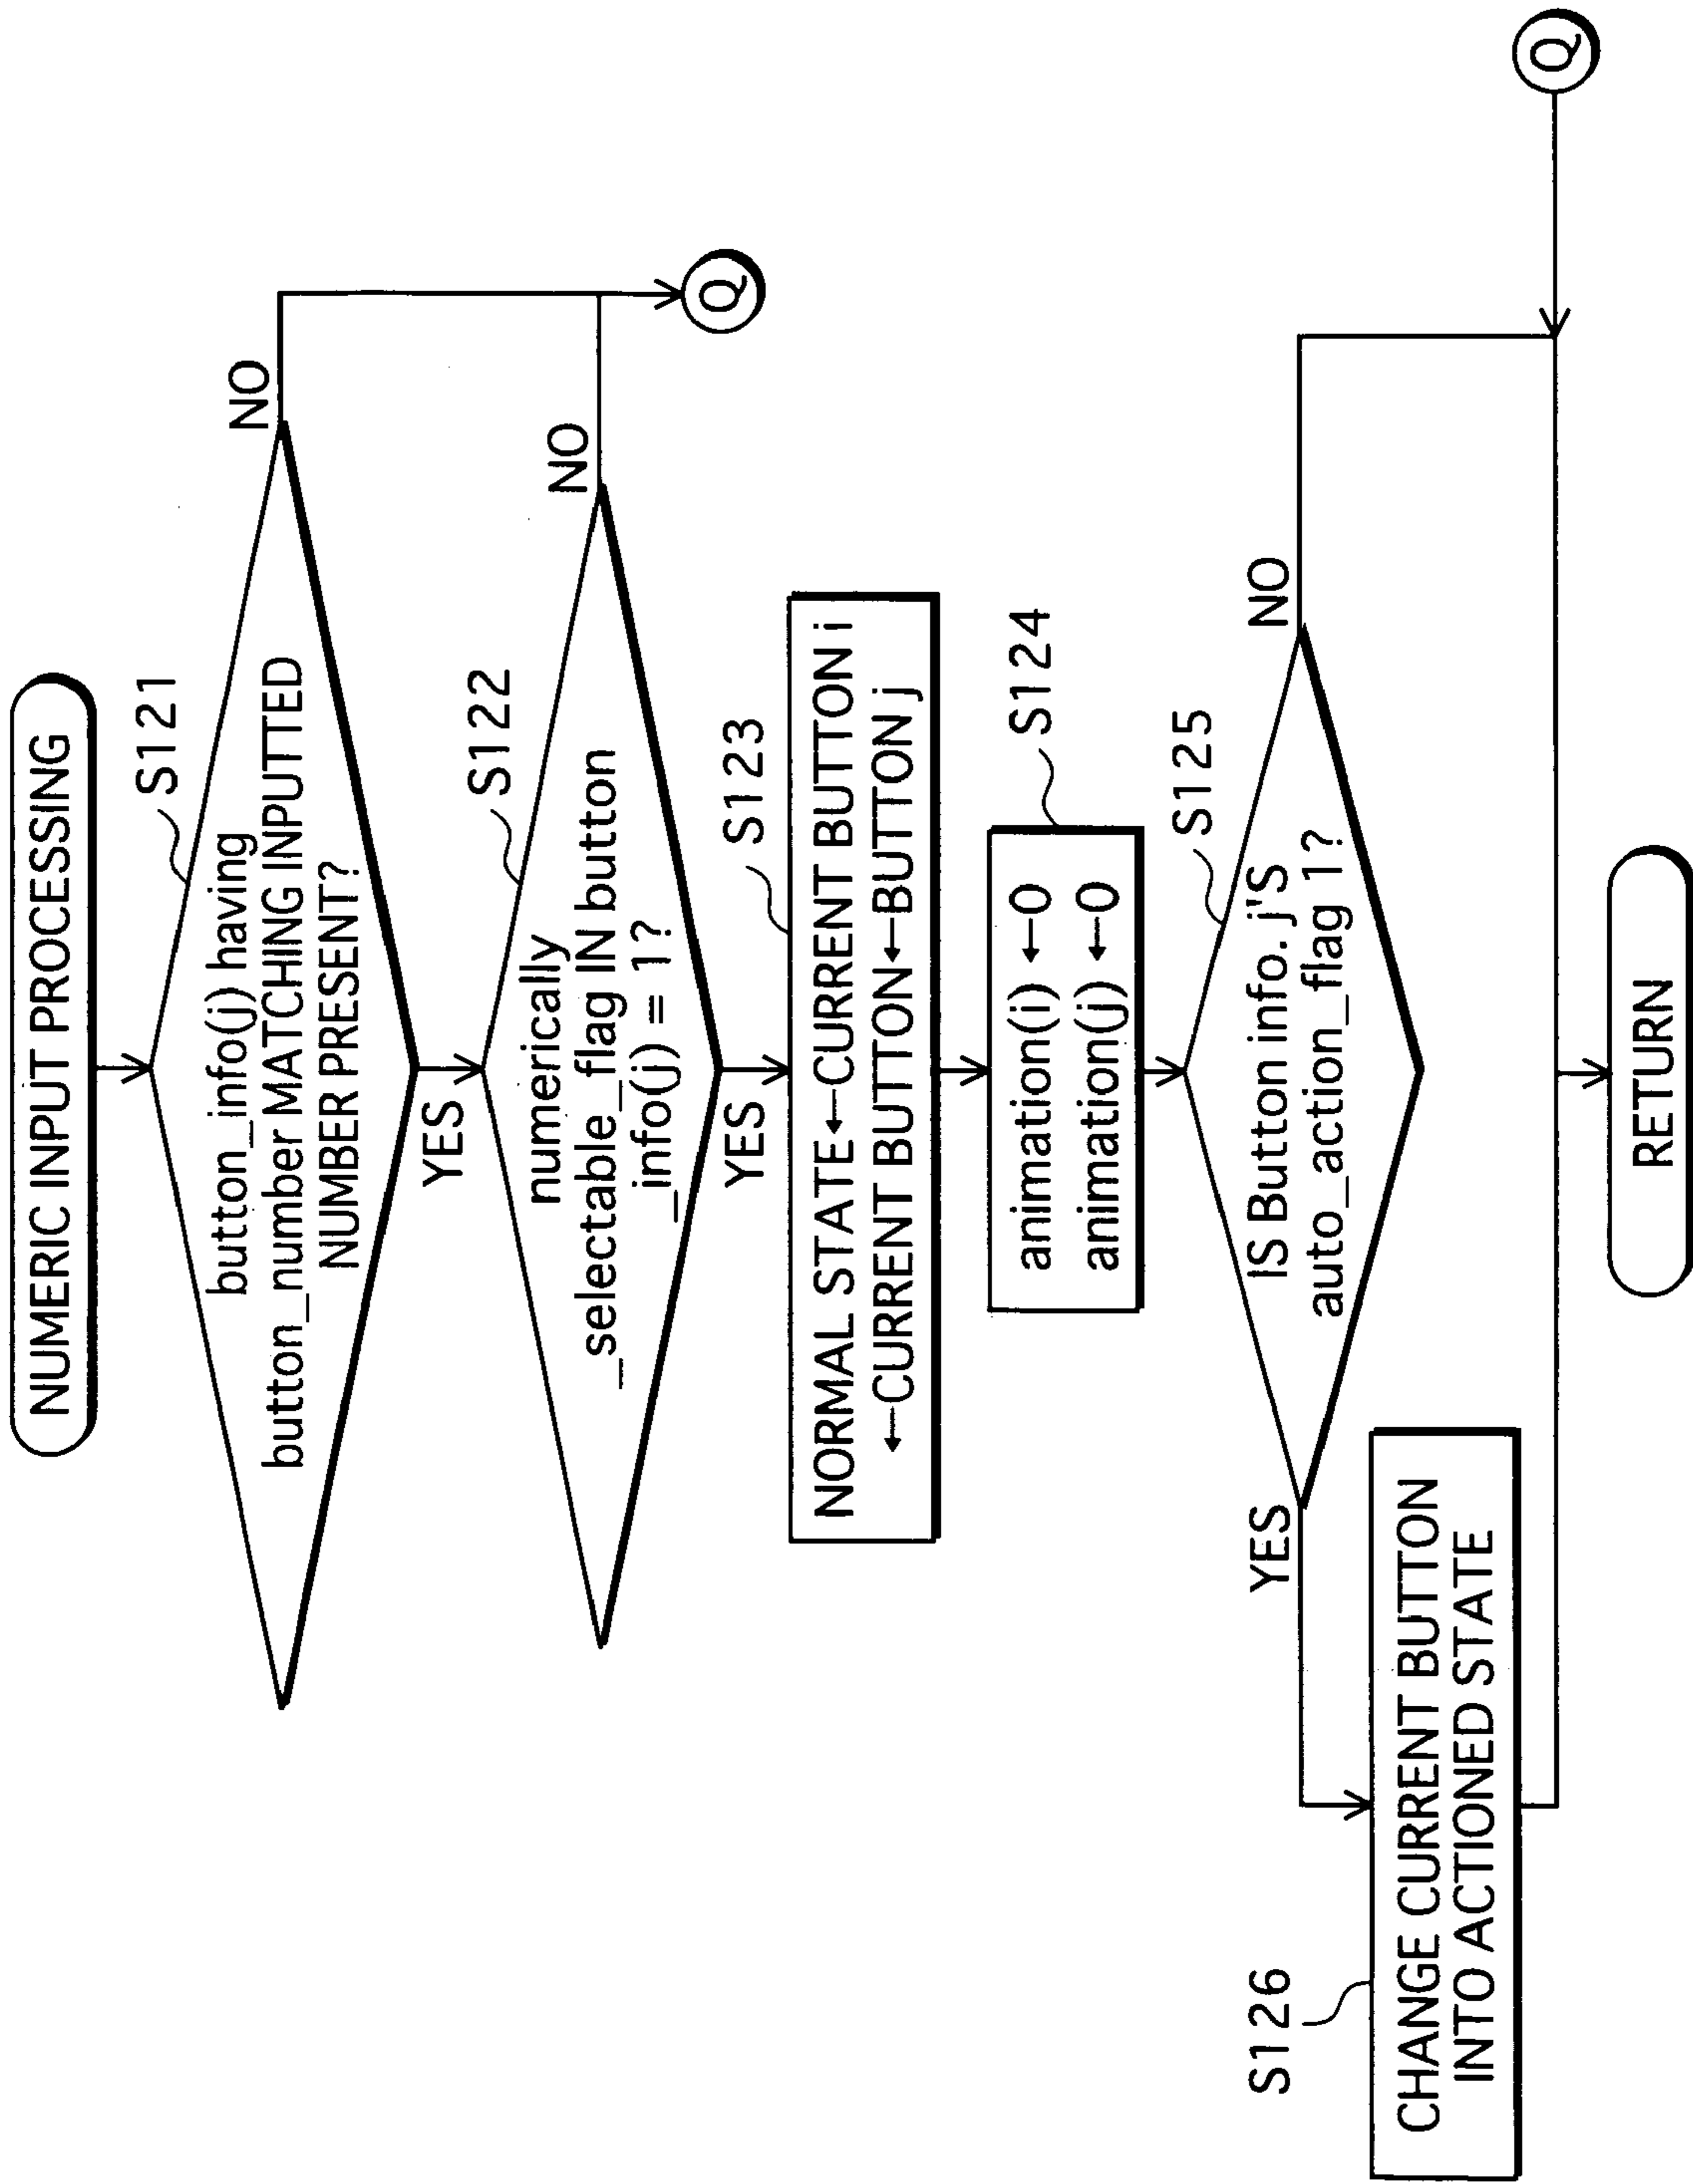 NUMERIC INPUT PROCESSING
S121
button_info(j) having
button_number MATCHING INPUTTED
NUMBER PRESENT?
NO
YES
S122
numerically
_selectable_flag IN button
_info(j) = 1?
NO
Q
YES
S123
NORMAL STATE←CURRENT BUTTON i
←CURRENT BUTTON←BUTTON j
S124
animation(i) ←0
animation(j) ←0
S125
IS Button info. j'S
auto_action_flag 1?
YES
NO
S126
CHANGE CURRENT BUTTON
INTO ACTIONED STATE
Q
RETURN